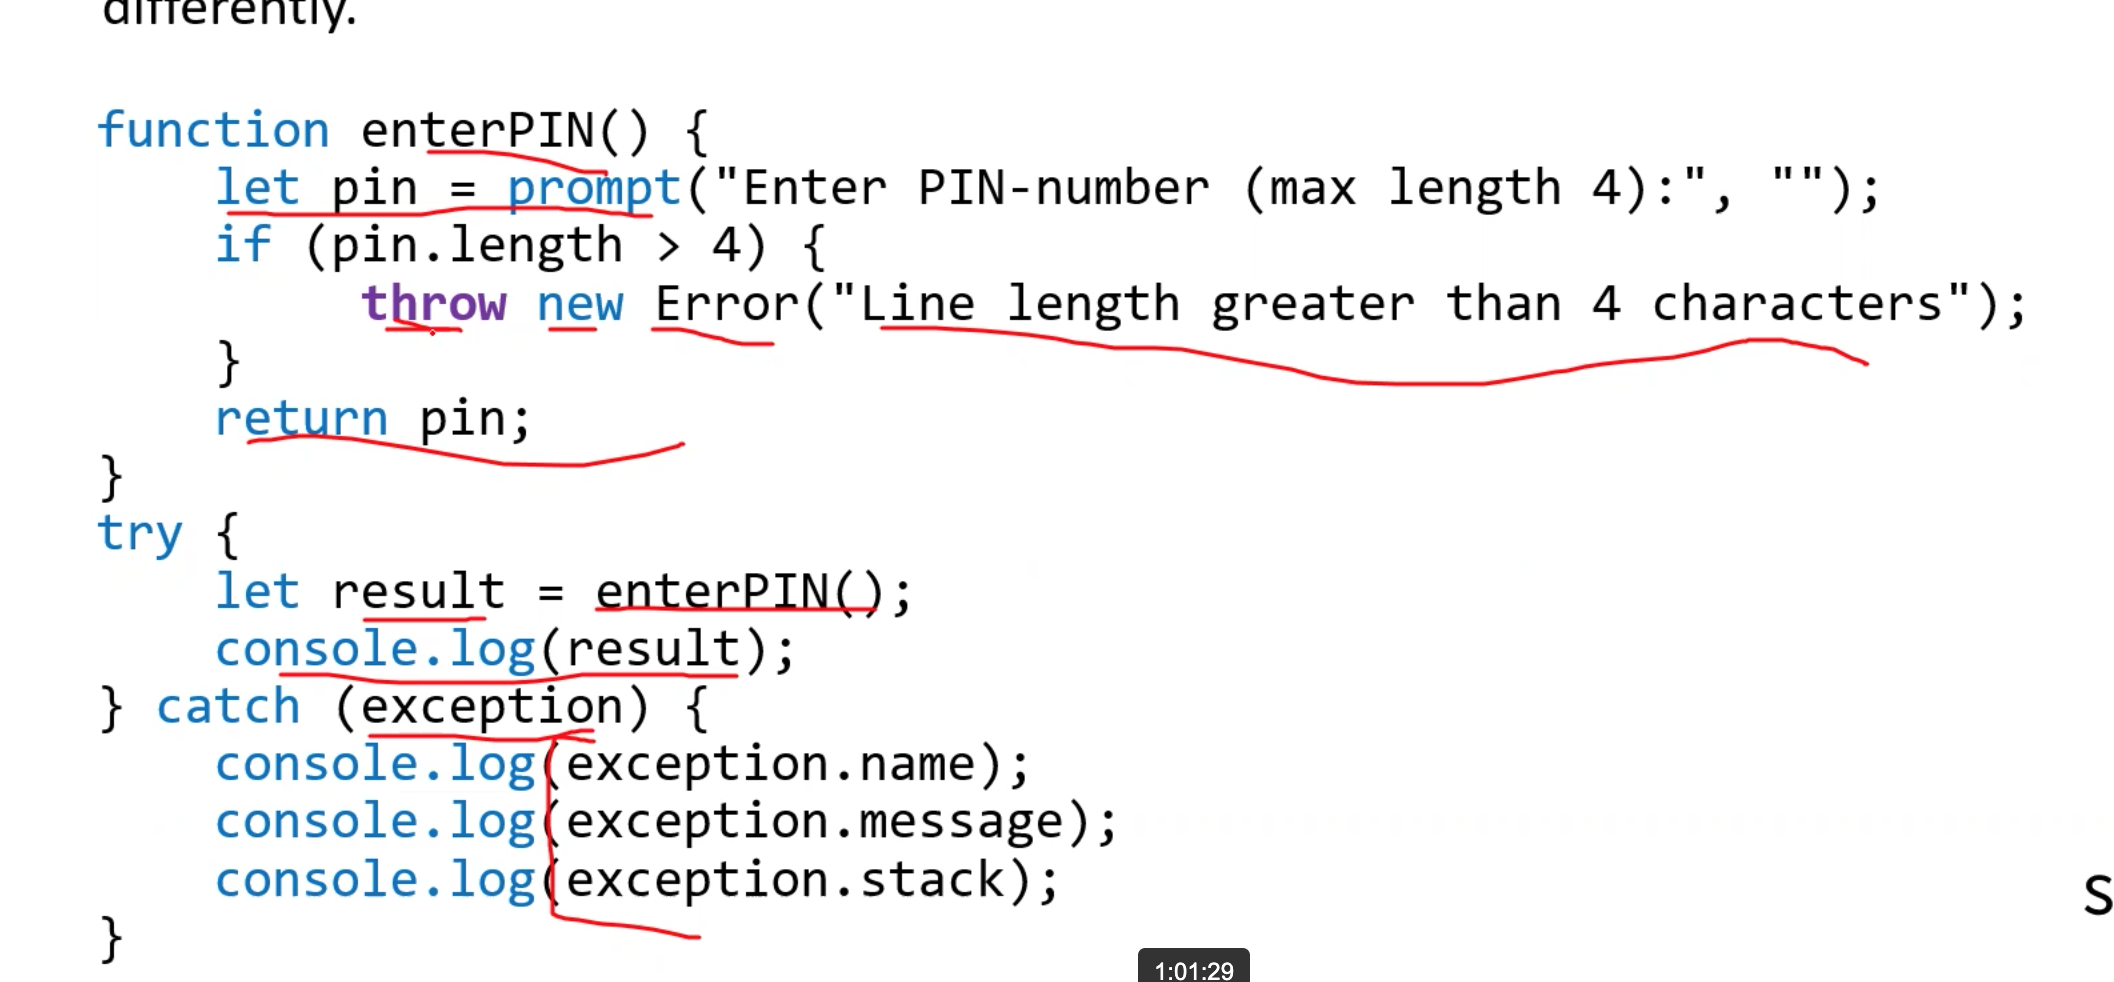 differently.
function enterPIN() {
    let pin = prompt("Enter PIN-number (max length 4):", "");
    if (pin.length > 4) {
         throw new Error("Line length greater than 4 characters");
    }
    return pin;
}
try {
    let result = enterPIN();
    console.log(result);
} catch (exception) {
    console.log(exception.name);
    console.log(exception.message);
    console.log(exception.stack);
}
S
1:01:29